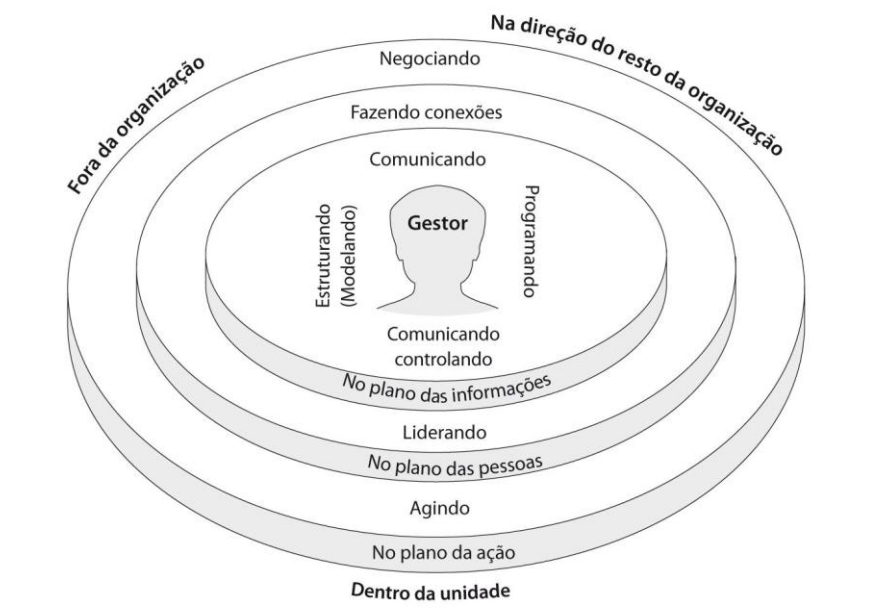 Na direção do resto da organização
Fora da organização
Negociando
Fazendo conexões
Comunicando
Gestor
Estruturando
(Modelando)
Programando
Comunicando
controlando
No plano das informações
Liderando
No plano das pessoas
Agindo
No plano da ação
Dentro da unidade